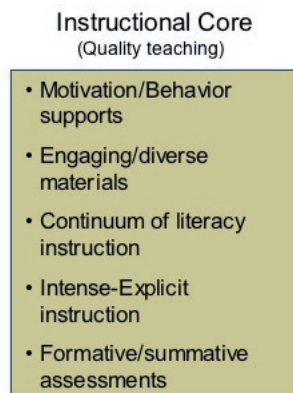 Instructional Core
(Quality teaching)
• Motivation/Behavior
supports
• Engaging/diverse
materials
• Continuum of literacy
instruction
• Intense-Explicit
instruction
• Formative/summative
assessments